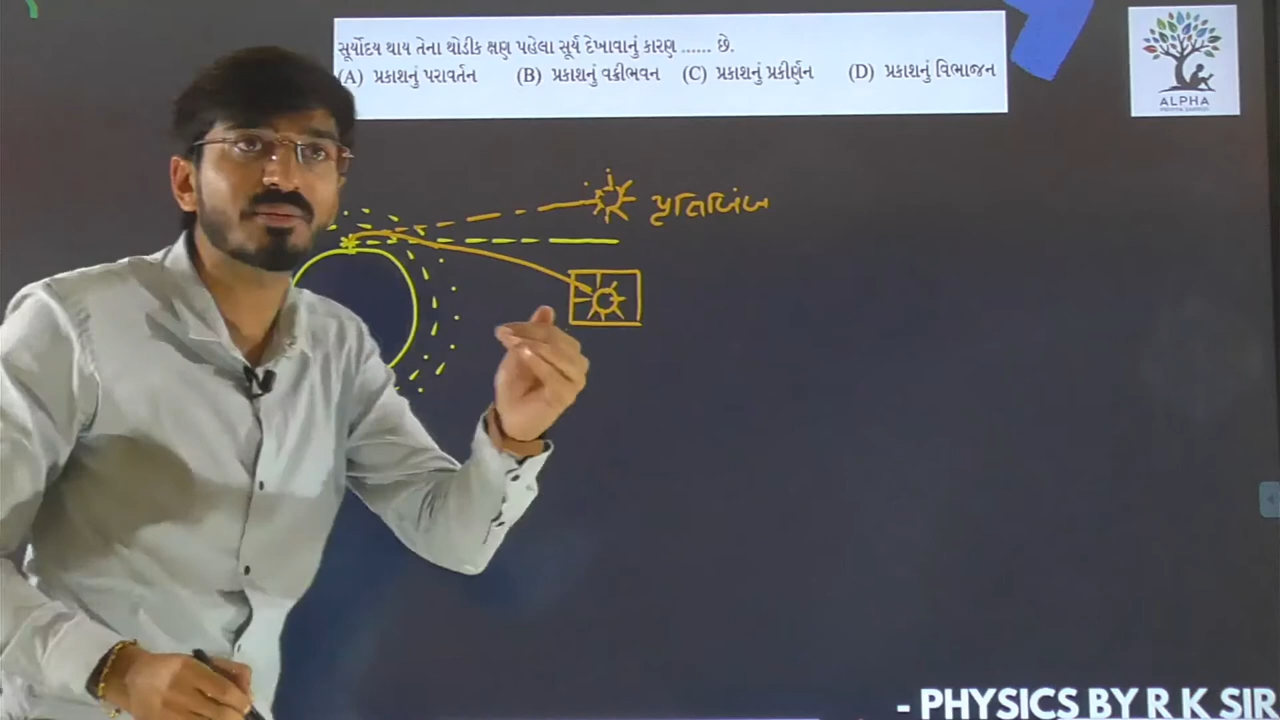 સૂર્યોદય થાય તેના થોડીક ક્ષણ પહેલા સૂર્ય દેખાવાનું કારણ ...... છે.
(A) પ્રકાશનું પરાવર્તન (B) પ્રકાશનું વક્રીભવન (C) પ્રકાશનું પ્રકીર્ણન (D) પ્રકાશનું વિભાજન
ALPHA
પ્રતિબિંબ
- PHYSICS BY R K SIR